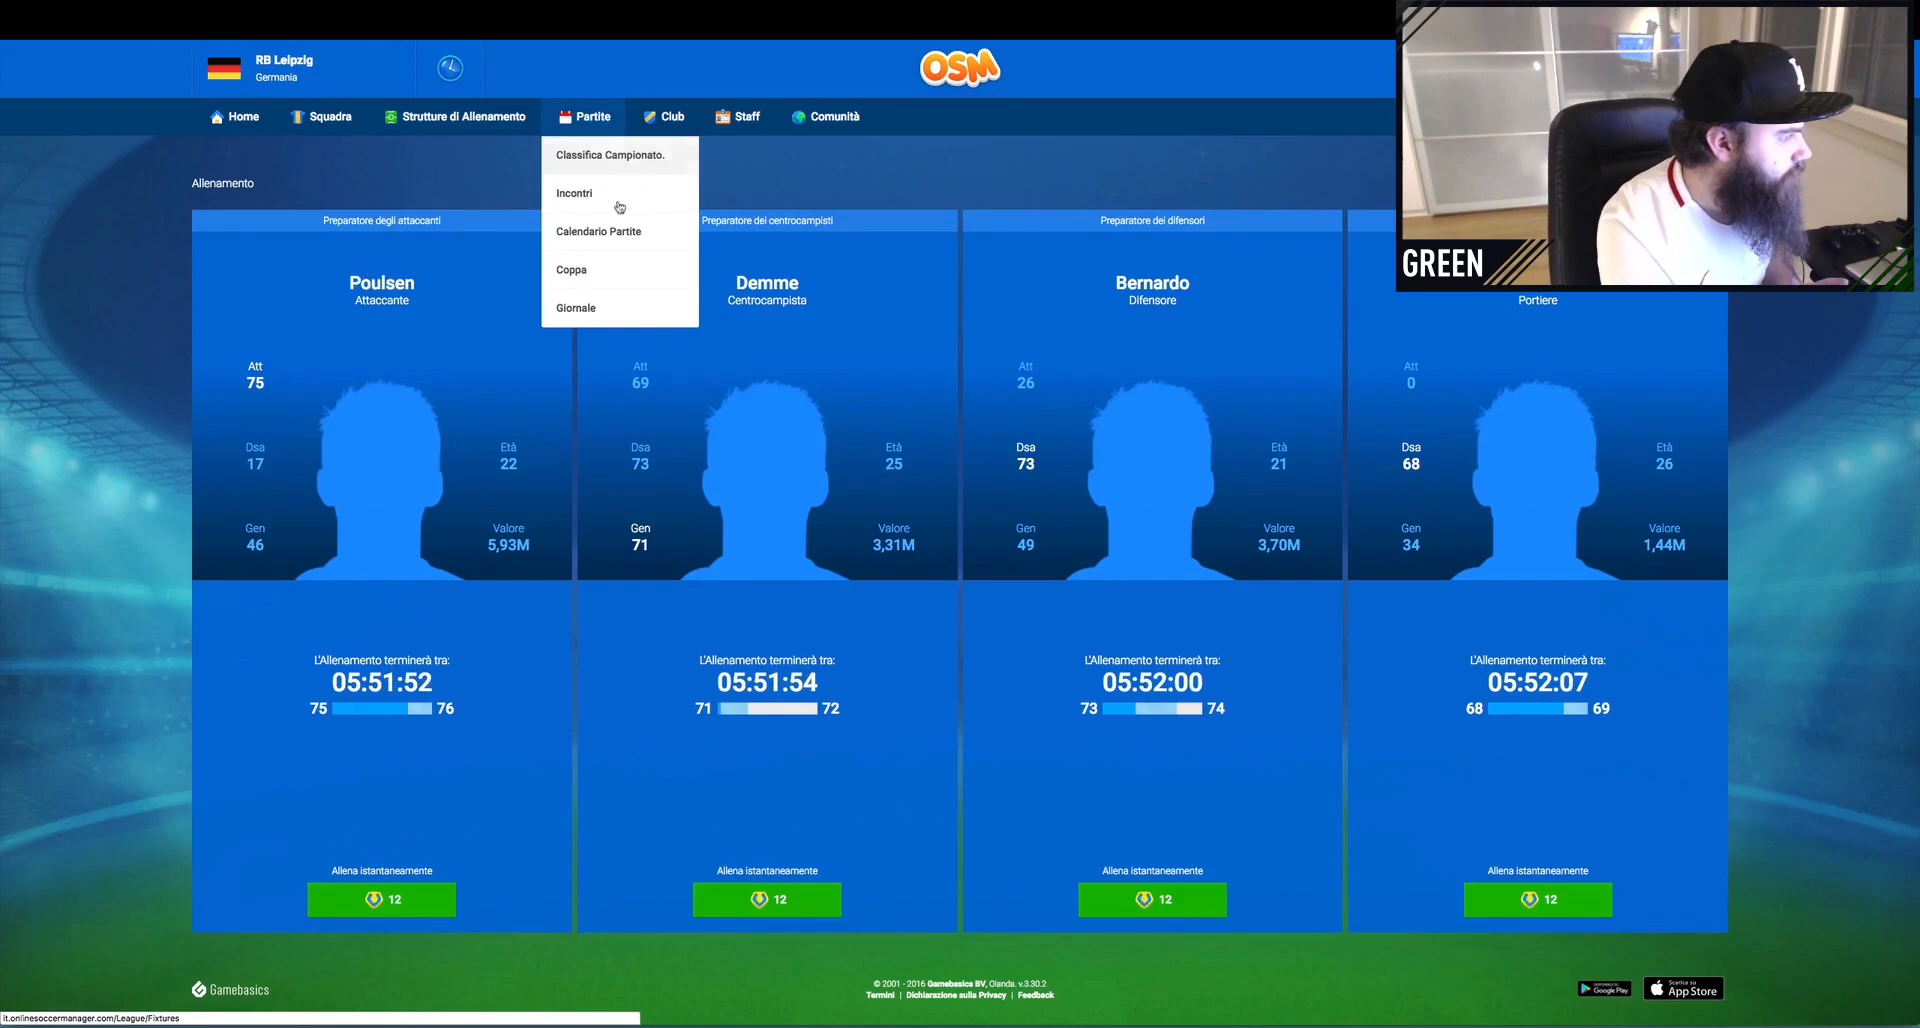 RB Leipzig
Germania
OSM
Home
Squadra
Strutture di Allenamento
Partite
Club
Staff
Comunità
Classifica Campionato.
Incontri
Calendario Partite
Coppa
Giornale
GREEN
Allenamento
Preparatore degli attaccanti
Poulsen
Attaccante
Att
75
Dsa
17
Età
22
Gen
46
Valore
5,93M
L'Allenamento terminerà tra:
05:51:52
75 76
Allena istantaneamente
12
Preparatore dei centrocampisti
Demme
Centrocampista
Att
69
Dsa
73
Età
25
Gen
71
Valore
3,31M
L'Allenamento terminerà tra:
05:51:54
71 72
Allena istantaneamente
12
Preparatore dei difensori
Bernardo
Difensore
Att
26
Dsa
73
Età
21
Gen
49
Valore
3,70M
L'Allenamento terminerà tra:
05:52:00
73 74
Allena istantaneamente
12
Portiere
Att
0
Dsa
68
Età
26
Gen
34
Valore
1,44M
L'Allenamento terminerà tra:
05:52:07
68 69
Allena istantaneamente
12
Gamebasics
© 2001 - 2016 Gamebasics BV, Olanda. v.3.30.2
Termini | Dichiarazione sulla Privacy | Feedback
Google Play
Scarica su
App Store
it.onlinesoccermanager.com/League/Fixtures